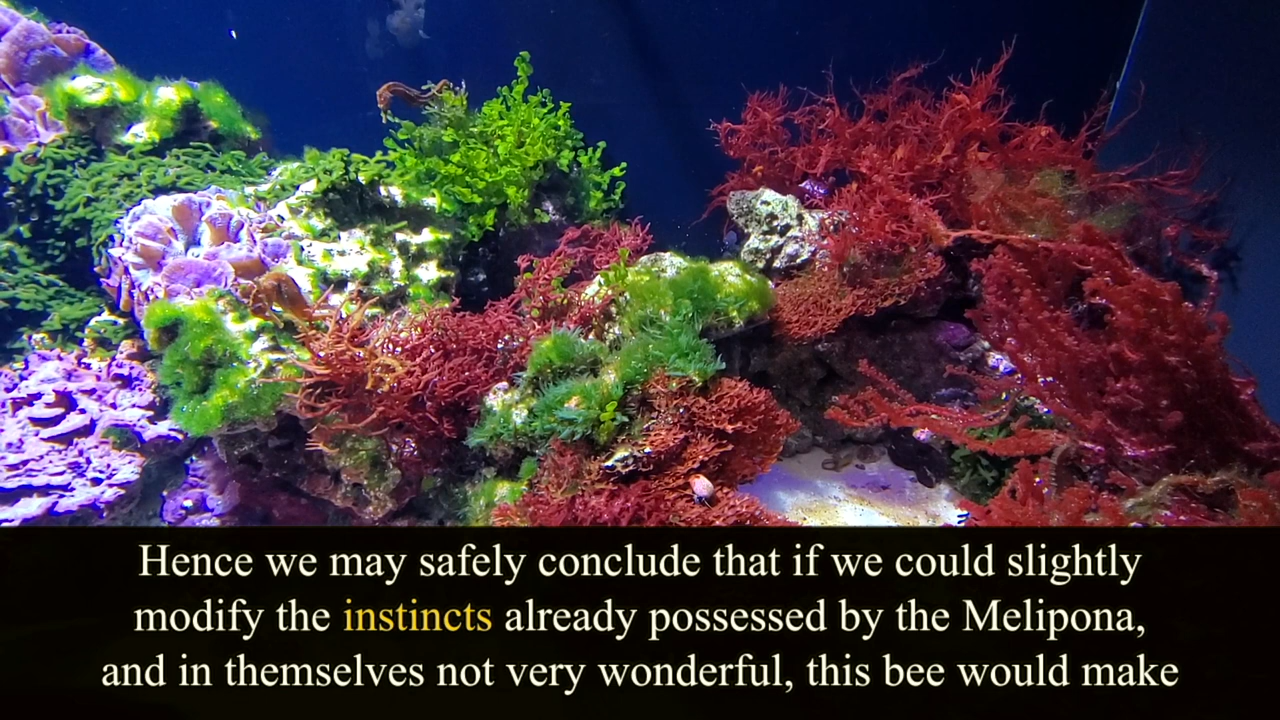 Hence we may safely conclude that if we could slightly
modify the instincts already possessed by the Melipona,
and in themselves not very wonderful, this bee would make